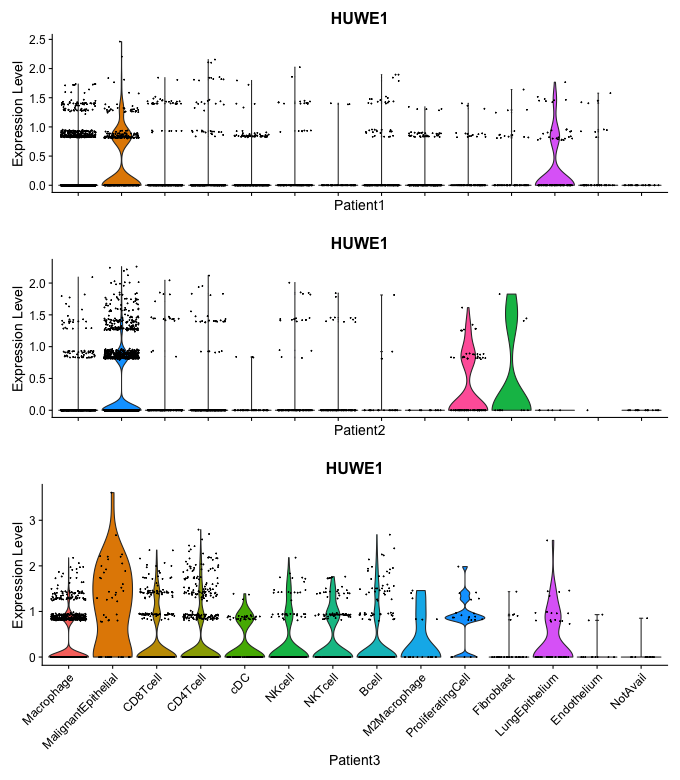 HUWE1
Expression Level
2.5
2.0
1.5
1.0
0.5
0.0
Patient1
HUWE1
Expression Level
2.0
1.5
1.0
0.5
0.0
Patient2
HUWE1
Expression Level
3
2
1
0
Macrophage
MalignantEpithelial
CD8Tcell
CD4Tcell
cDC
NKcell
NKTcell
Bcell
M2Macrophage
ProliferatingCell
Fibroblast
LungEpithelium
Endothelium
NotAvail
Patient3